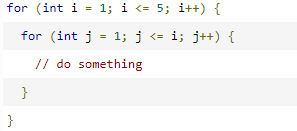 for (int i = 1; i <= 5; i++) {
for (int j = 1; j <= i; j++) {
// do something
}
}